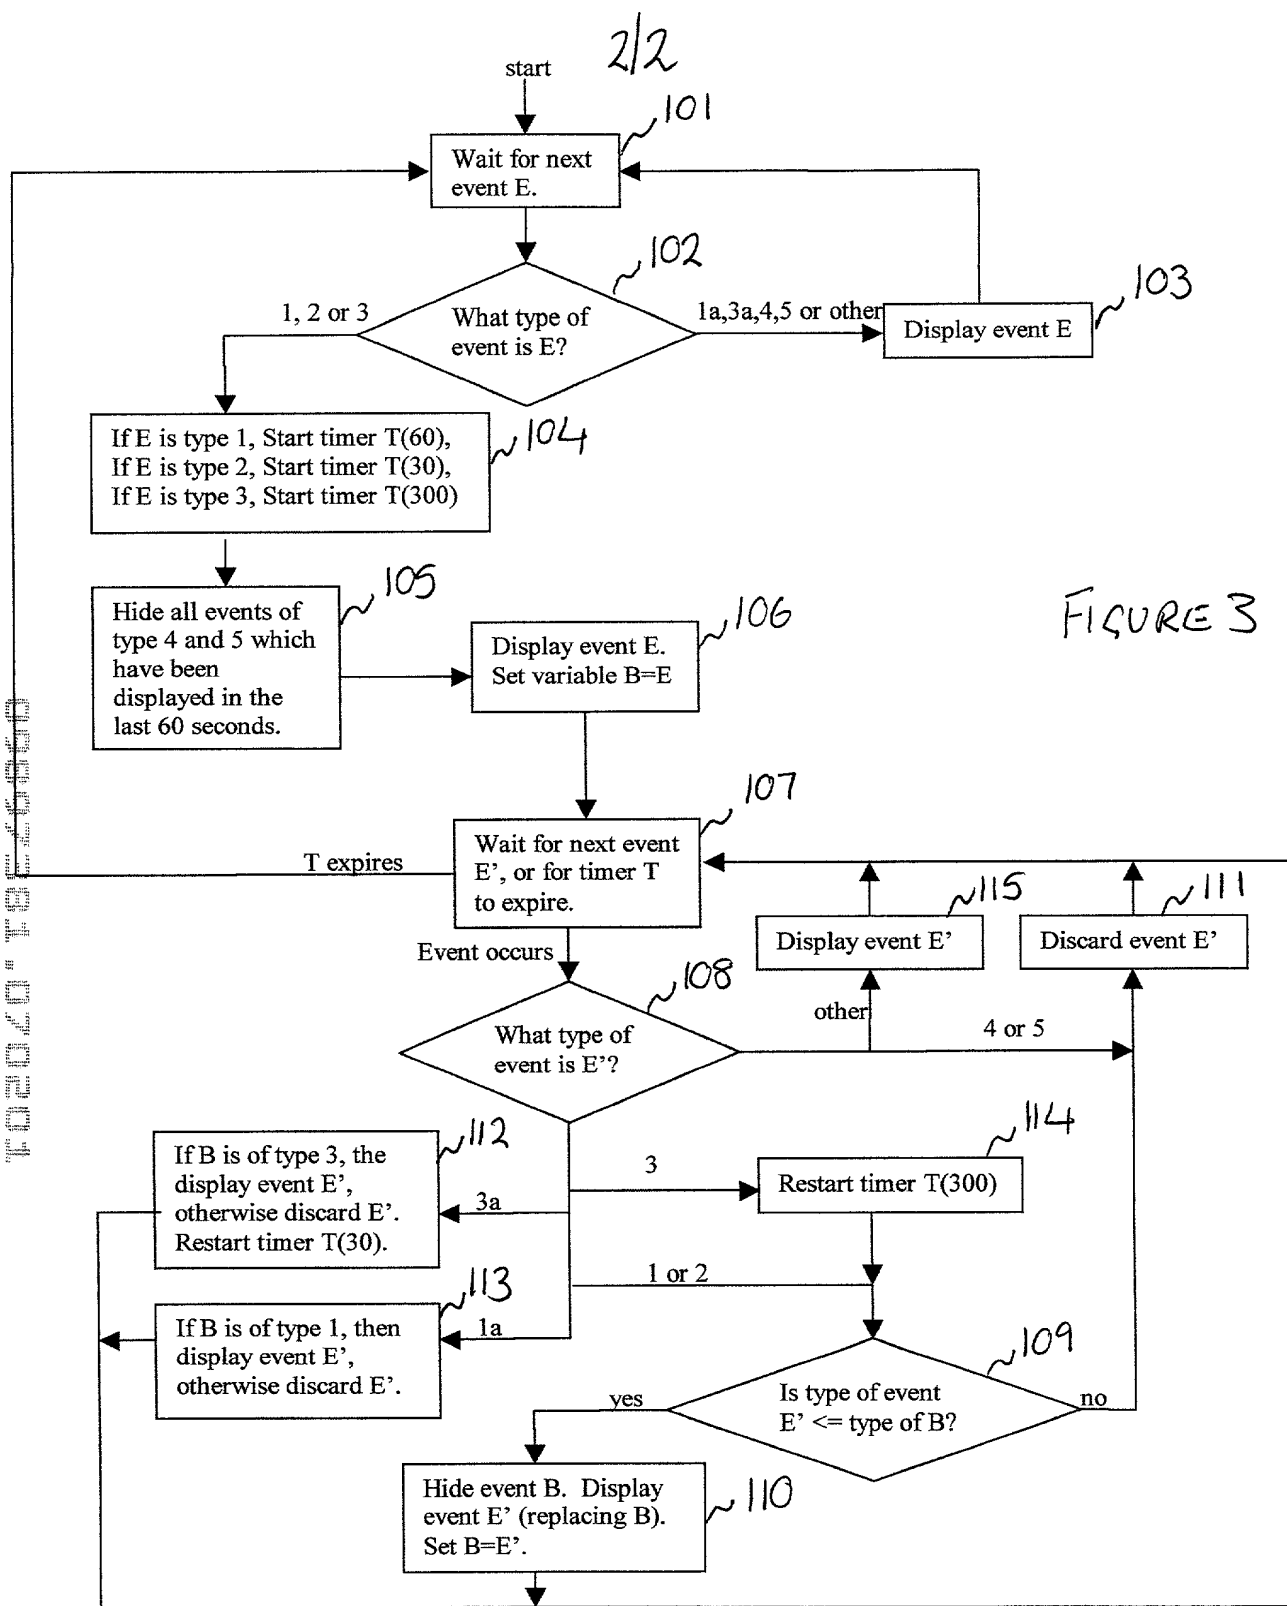 2/2
start
101
Wait for next
event E.
102
1, 2 or 3
What type of
event is E?
1a,3a,4,5 or other
103
Display event E
104
If E is type 1, Start timer T(60),
If E is type 2, Start timer T(30),
If E is type 3, Start timer T(300)
105
Hide all events of
type 4 and 5 which
have been
displayed in the
last 60 seconds.
106
Display event E.
Set variable B=E
FIGURE 3
107
T expires
Wait for next event
E’, or for timer T
to expire.
115
111
Display event E’
Discard event E’
Event occurs
108
other
4 or 5
What type of
event is E’?
112
If B is of type 3, the
display event E’,
otherwise discard E’.
Restart timer T(30).
3a
3
114
Restart timer T(300)
1 or 2
113
If B is of type 1, then
display event E’,
otherwise discard E’.
1a
109
Is type of event
E’ <= type of B?
yes
no
110
Hide event B. Display
event E’ (replacing B).
Set B=E’.